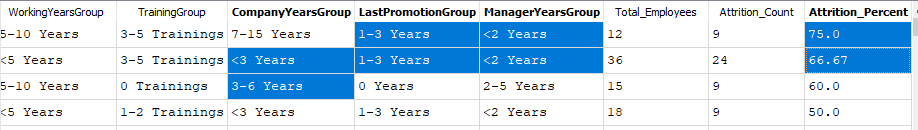 WorkingYearsGroup TrainingGroup CompanyYearsGroup LastPromotionGroup ManagerYearsGroup Total_Employees Attrition_Count Attrition_Percent
5-10 Years 3-5 Trainings 7-15 Years 1-3 Years <2 Years 12 9 75.0
<5 Years 3-5 Trainings <3 Years 1-3 Years <2 Years 36 24 66.67
5-10 Years 0 Trainings 3-6 Years 0 Years 2-5 Years 15 9 60.0
<5 Years 1-2 Trainings <3 Years 1-3 Years <2 Years 18 9 50.0